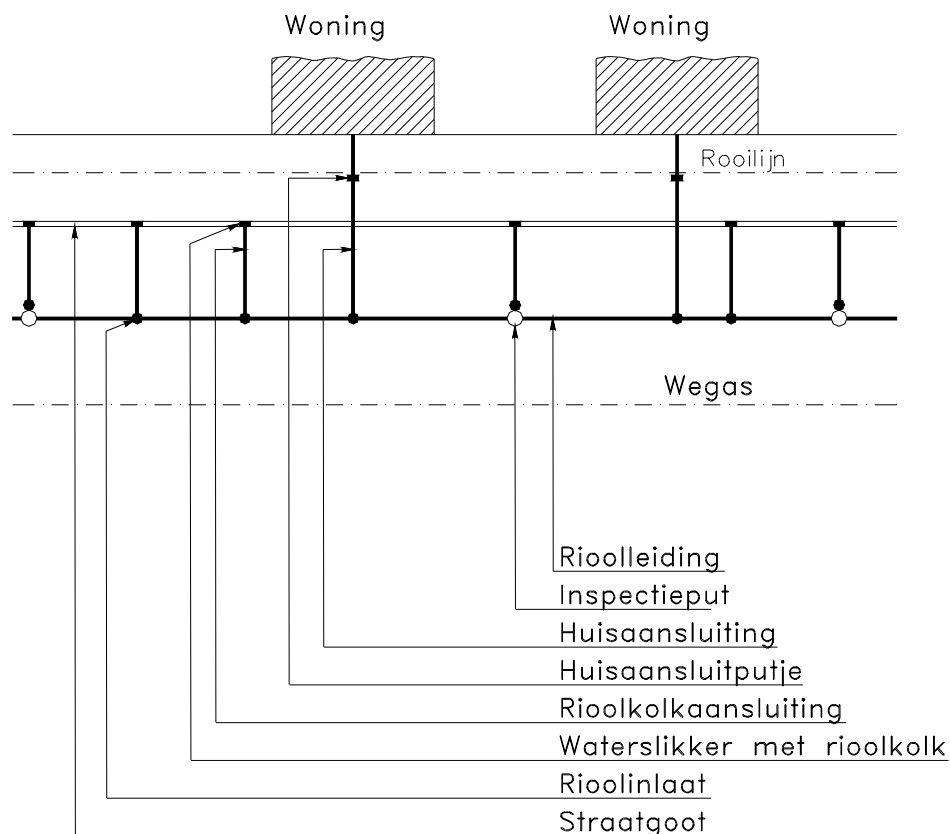 Woning
Woning
Rooilijn
Wegas
Rioolleiding
Inspectieput
Huisaansluiting
Huisaansluitputje
Rioolkolkaansluiting
Waterslikker met rioolkolk
Rioolinlaat
Straatgoot